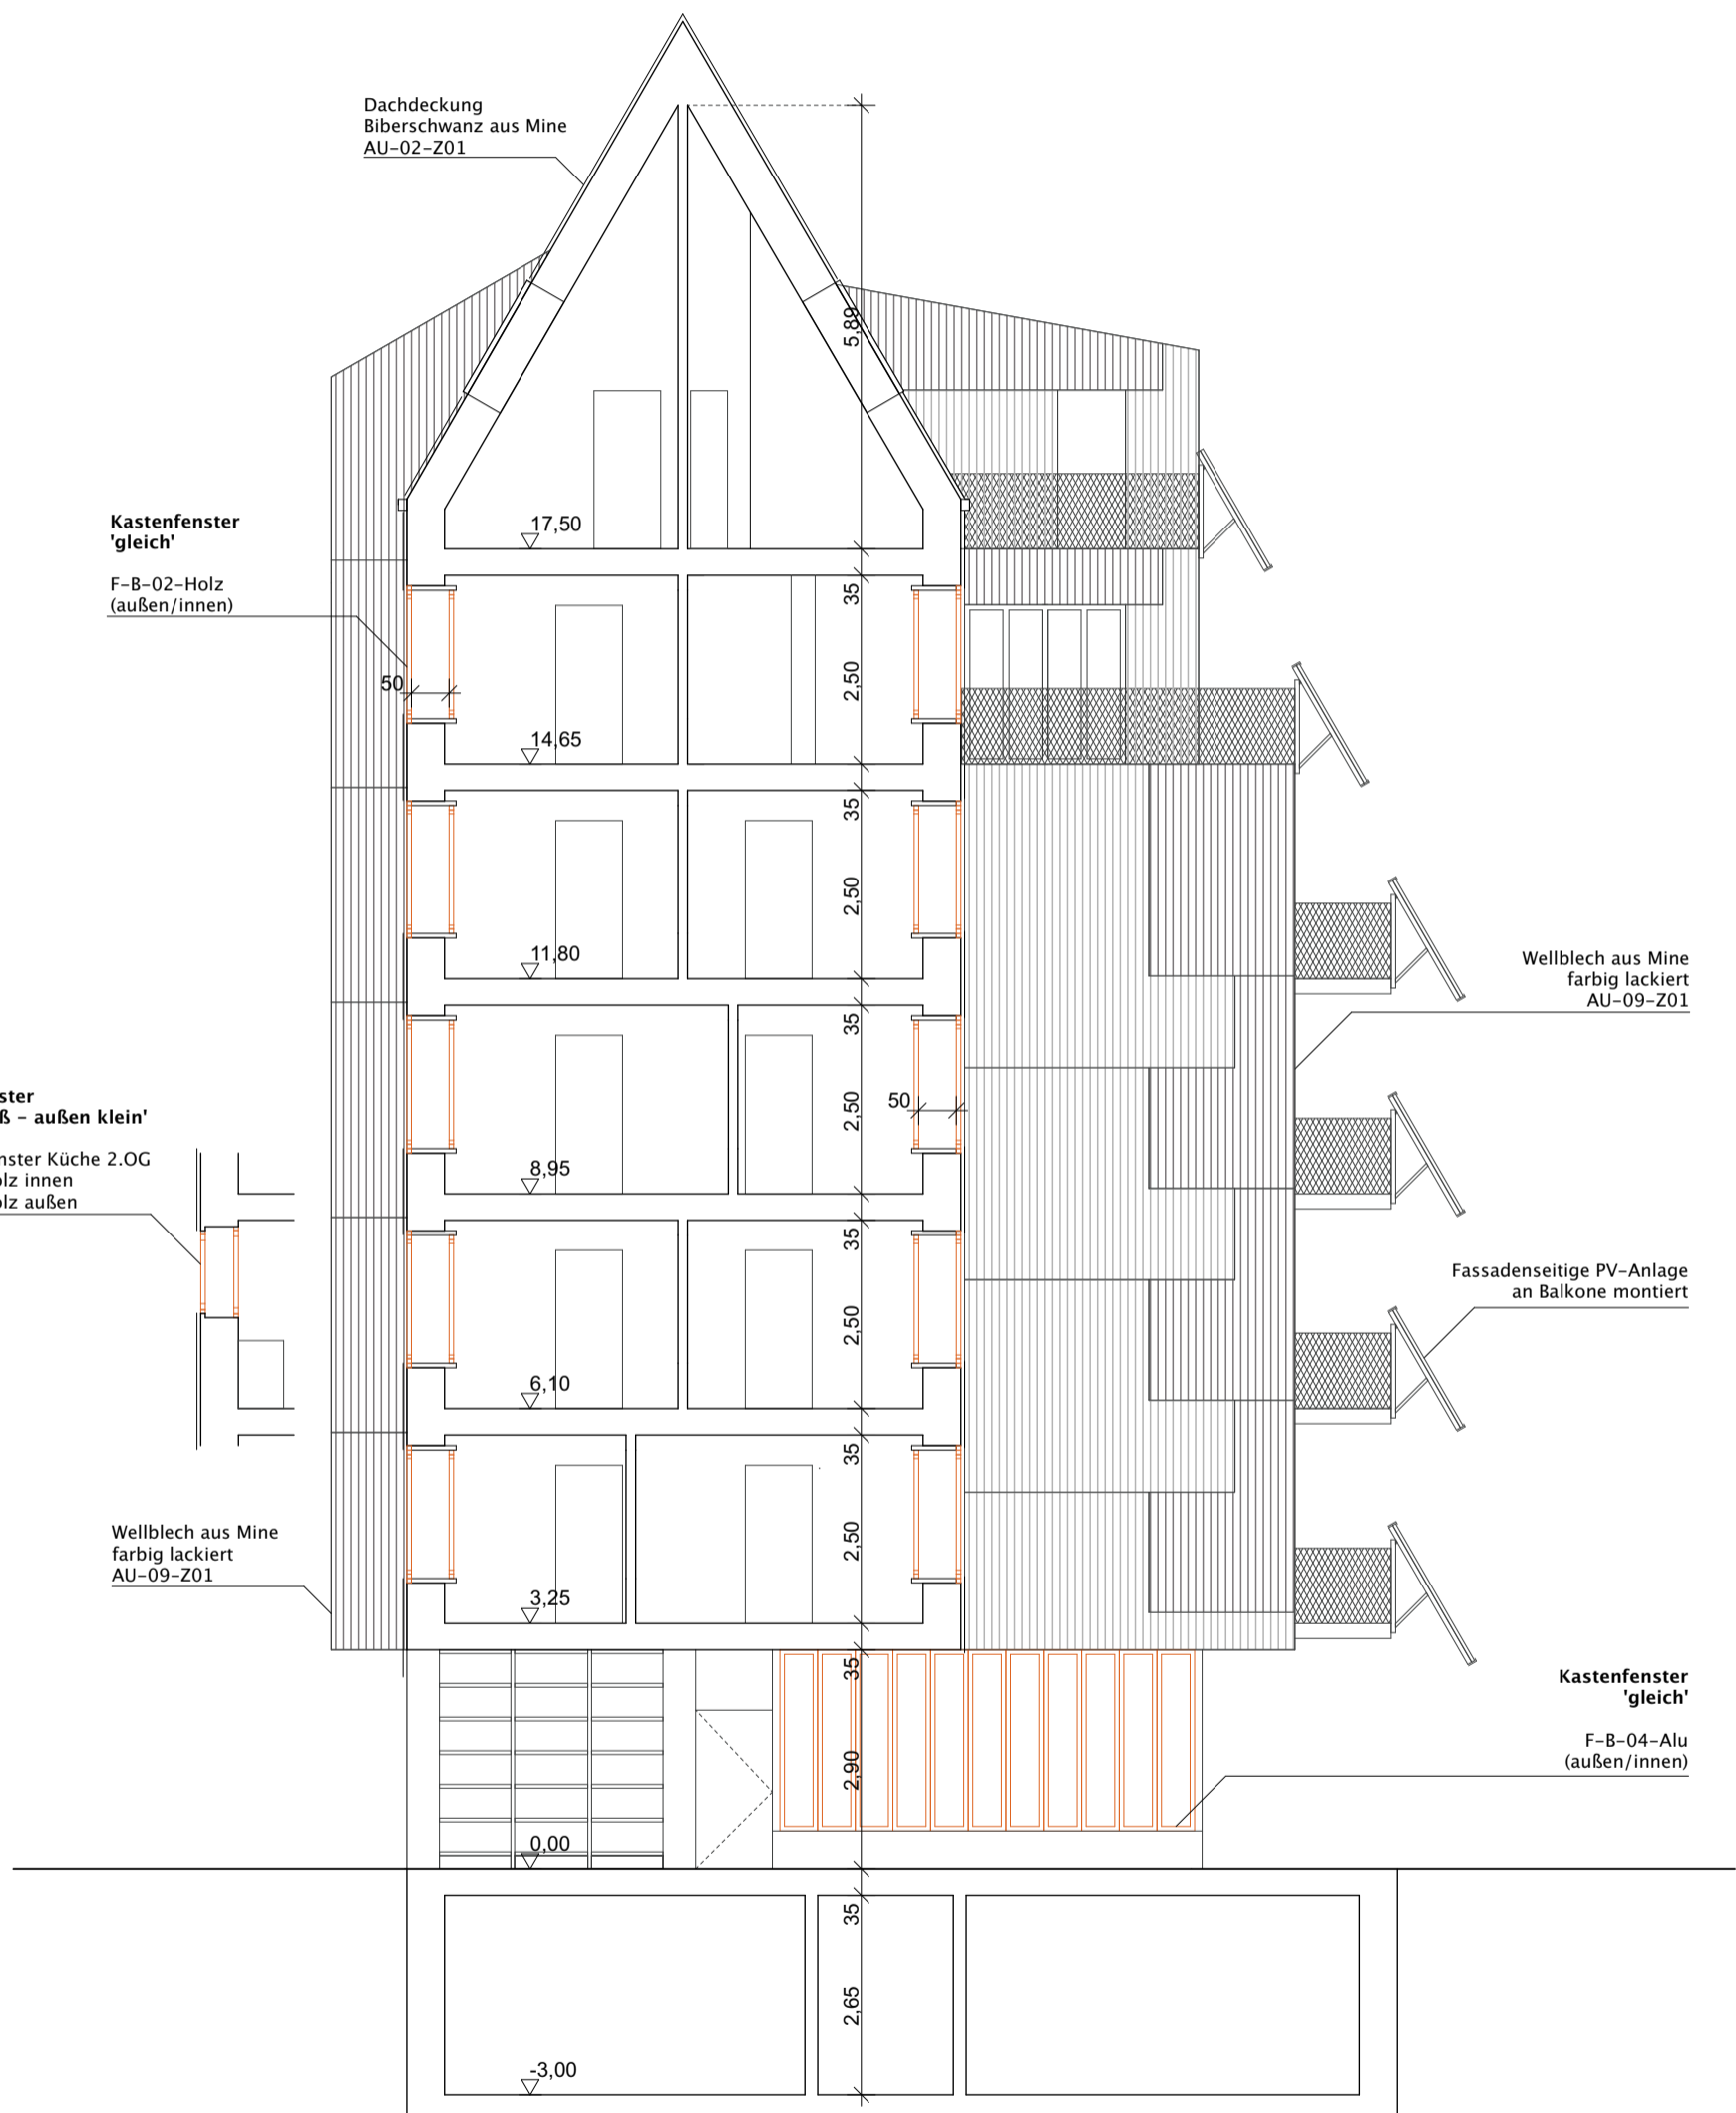 Dachdeckung
Biberschwanz aus Mine
AU-02-Z01
5,89
Kastenfenster
'gleich'
F-B-02-Holz
(außen/innen)
17,50
35
50
2,50
14,65
35
2,50
11,80
Wellblech aus Mine
farbig lackiert
AU-09-Z01
35
2,50
50
ster
ß - außen klein'
nster Küche 2.OG
olz innen
olz außen
8,95
35
2,50
Fassadenseitige PV-Anlage
an Balkone montiert
6,10
35
2,50
Wellblech aus Mine
farbig lackiert
AU-09-Z01
3,25
35
2,90
Kastenfenster
'gleich'
F-B-04-Alu
(außen/innen)
0,00
35
2,65
-3,00